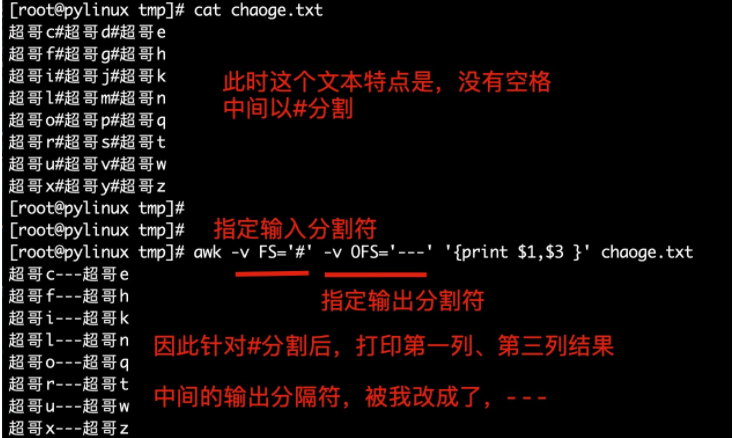 [root@pylinux tmp]# cat chaoge.txt
超哥c#超哥d#超哥e
超哥f#超哥g#超哥h
超哥i#超哥j#超哥k
超哥l#超哥m#超哥n
超哥o#超哥p#超哥q
超哥r#超哥s#超哥t
超哥u#超哥v#超哥w
超哥x#超哥y#超哥z
此时这个文本特点是，没有空格
中间以#分割
[root@pylinux tmp]#
[root@pylinux tmp]#
指定输入分割符
[root@pylinux tmp]# awk -v FS='#' -v OFS='---' '{print $1,$3 }' chaoge.txt
指定输出分割符
超哥c---超哥e
超哥f---超哥h
超哥i---超哥k
超哥l---超哥n
超哥o---超哥q
超哥r---超哥t
超哥u---超哥w
超哥x---超哥z
因此针对#分割后，打印第一列、第三列结果
中间的输出分隔符，被我改成了，---